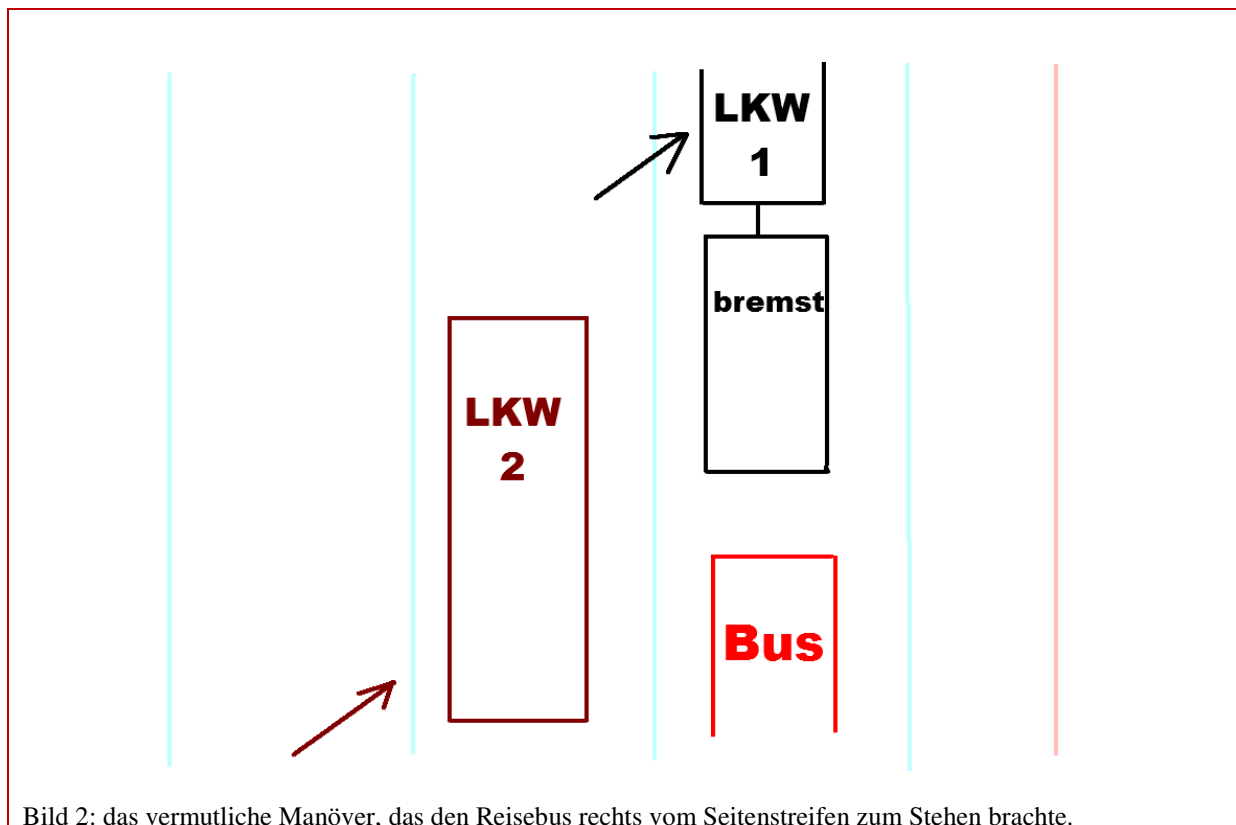 LKW
1
bremst
LKW
2
Bus
Bild 2: das vermutliche Manöver, das den Reisebus rechts vom Seitenstreifen zum Stehen brachte.